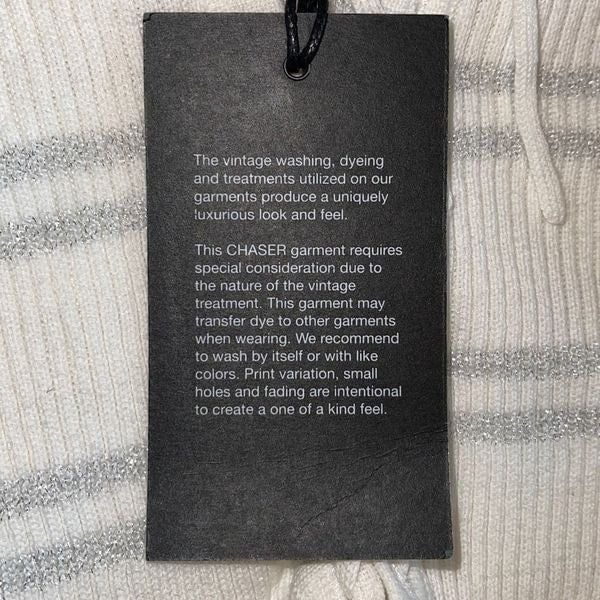 The vintage washing, dyeing
and treatments utilized on our
garments produce a uniquely
luxurious look and feel.
This CHASER garment requires
special consideration due to
the nature of the vintage
treatment. This garment may
transfer dye to other garments
when wearing. We recommend
to wash by itself or with like
colors. Print variation, small
holes and fading are intentional
to create a one of a kind feel.